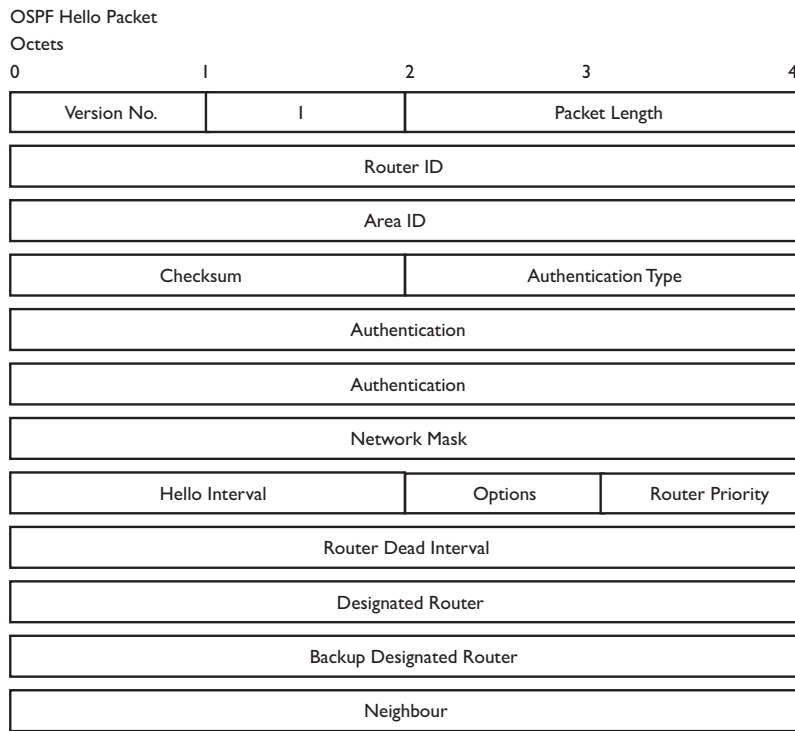 OSPF Hello Packet
Octets
0 1 2 3 4
Version No. 1 Packet Length
Router ID
Area ID
Checksum Authentication Type
Authentication
Authentication
Network Mask
Hello Interval Options Router Priority
Router Dead Interval
Designated Router
Backup Designated Router
Neighbour